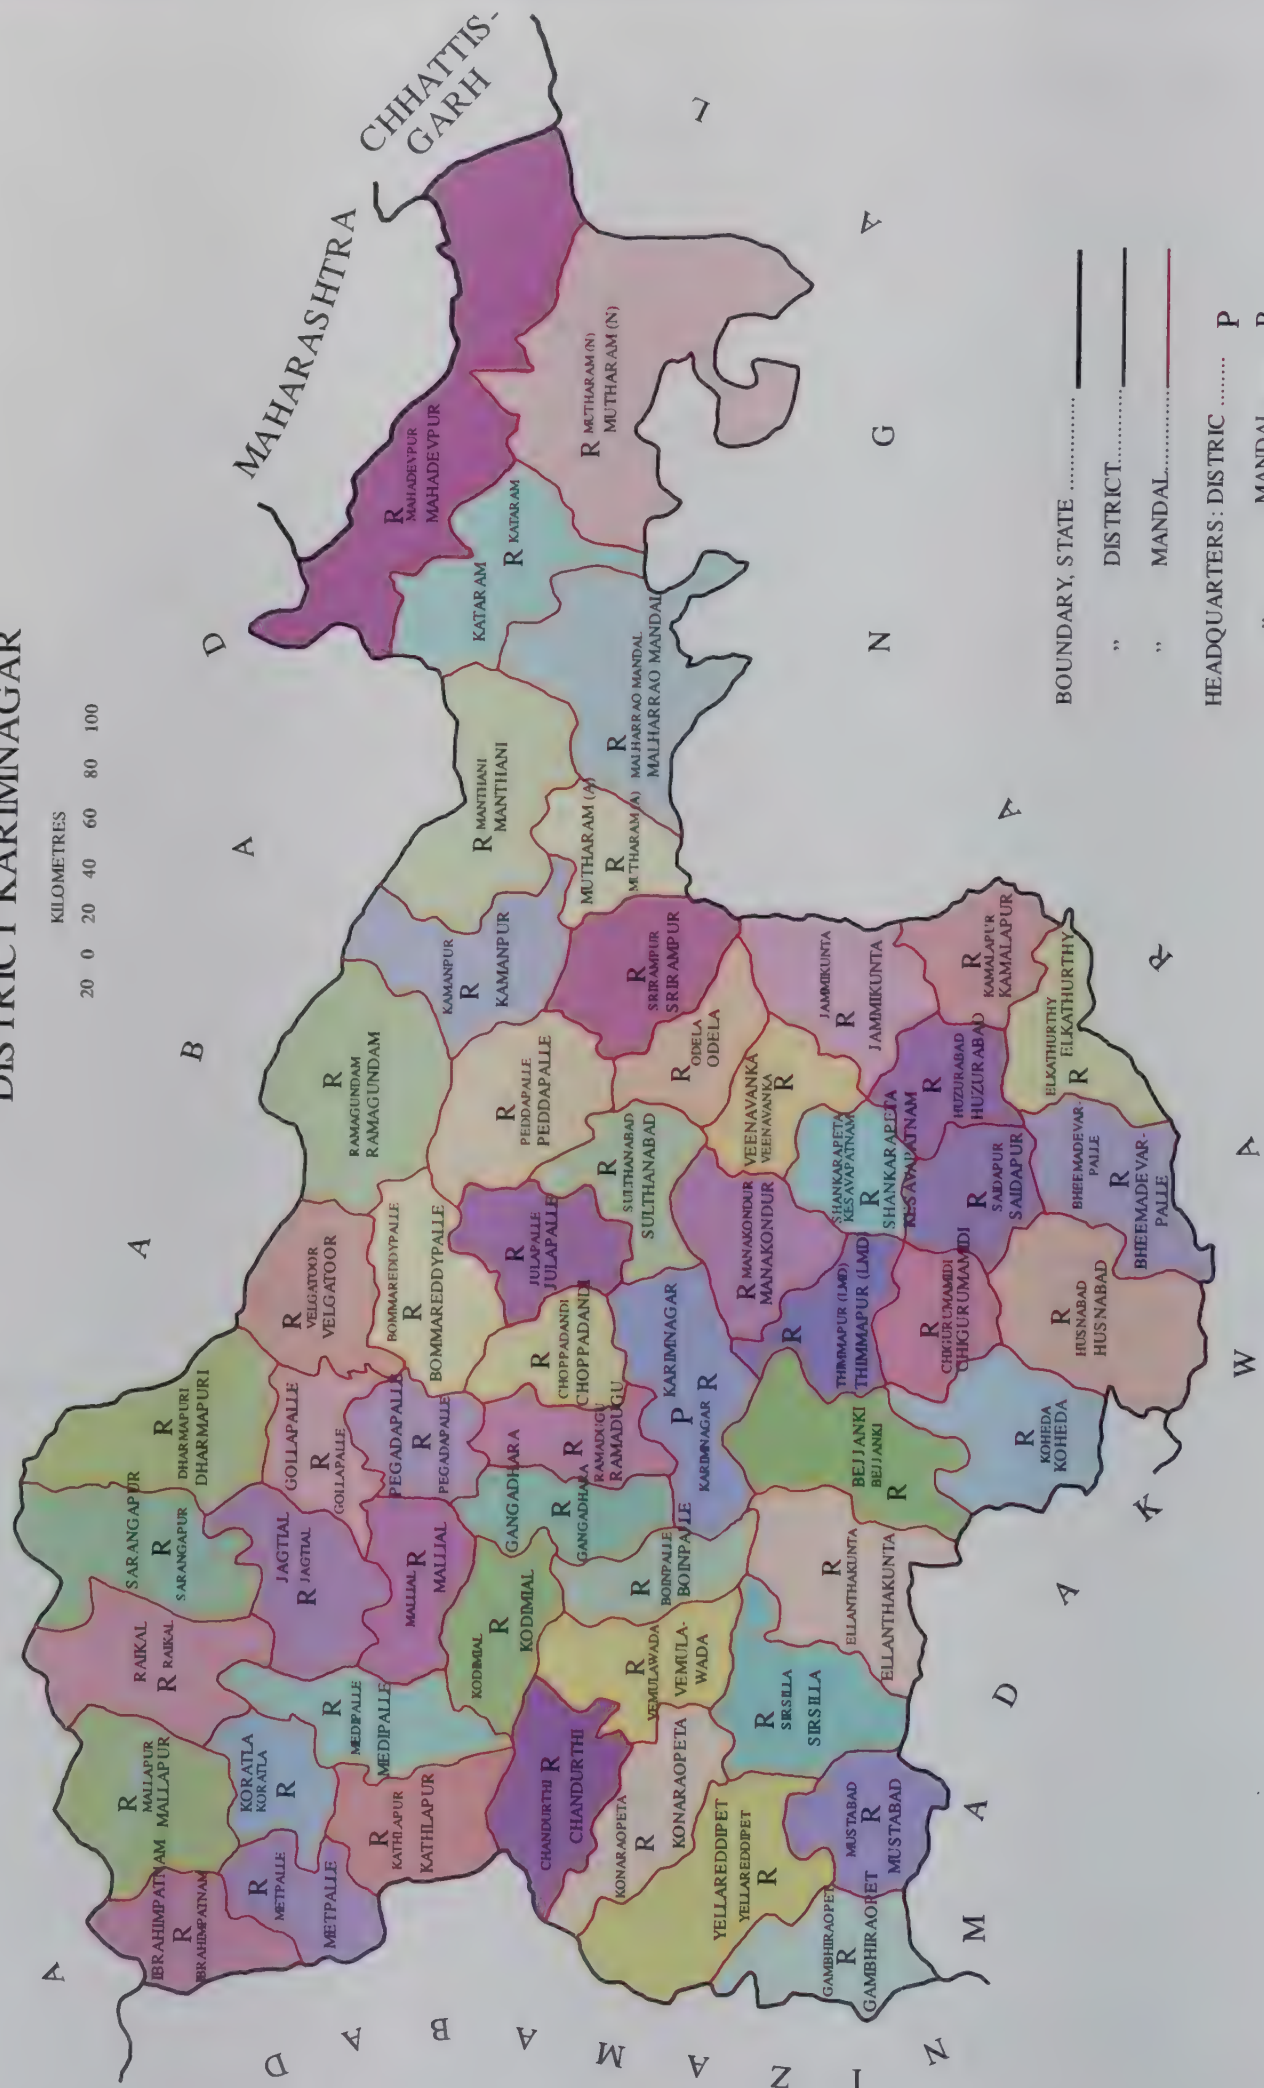 DISTRICT KARIMNAGAR
KILOMETRES
20 0 20 40 60 80 100
MAHARASHTRA
CHHATTIS-
GARH
A D I L A B A D
W A R A N G A L
M E D A K
N I Z A M A B A D
R
IBRAHIMPATNAM
IBRAHIMPATNAM
R
MALLAPUR
MALLAPUR
RAIKAL
R RAIKAL
SARANGAPUR
R
SARANGAPUR
R
DHARMAPURI
DHARMAPURI
R
METPALLE
METPALLE
KORATLA
KORATLA
R
R
MEDIPALLE
MEDIPALLE
JAGTIAL
R JAGTIAL
GOLLAPALLE
R
GOLLAPALLE
R
VELGATOOR
VELGATOOR
R
RAMAGUNDAM
RAMAGUNDAM
R
KATHLAPUR
KATHLAPUR
MALLIAL R
MALLIAL
PEGADAPALLE
R
PEGADAPALLE
BOMMAREDDYPALLE
R
BOMMAREDDYPALLE
KAMANPUR
R
KAMANPUR
R MANTHANI
MANTHANI
R
MAHADEVPUR
MAHADEVPUR
KATARAM
R KATARAM
R MUTHARAM (N)
MUTHARAM (N)
R
MALHARRAO MANDAL
MALHARRAO MANDAL
MUTHARAM (A)
R
MUTHARAM (A)
KODIMIAL
R
KODIMIAL
GANGADHARA
R
GANGADHARA
R
RAMADUGU
RAMADUGU
R
CHOPPADANDI
CHOPPADANDI
R
JULAPALLE
JULAPALLE
R
PEDDAPALLE
PEDDAPALLE
R
SRIRAMPUR
SRIRAMPUR
CHANDURTHI R
CHANDURTHI
KONARAOPETA
R
KONARAOPETA
R
VEMULAWADA
VEMULA-
WADA
R
BOINPALLE
BOINPALLE
P KARIMNAGAR
KARIMNAGAR R
R
SULTHANABAD
SULTHANABAD
R ODELA
ODELA
YELLAREDDIPET
YELLAREDDIPET
R
R
SIRSILLA
SIRSILLA
R
ELLANTHAKUNTA
ELLANTHAKUNTA
BEJJANKI
BEJJANKI
R
R MANAKONDUR
MANAKONDUR
VEENAVANKA
VEENAVANKA
R
JAMMIKUNTA
R
JAMMIKUNTA
GAMBHIRAOPET
R
GAMBHIRAOPET
MUSTABAD
R
MUSTABAD
R
THIMMAPUR (LMD)
THIMMAPUR (LMD)
SHANKARAPETA
KESAVAPATNAM
R
SHANKARAPETA
KESAVAPATNAM
R
HUZURABAD
HUZURABAD
R
KAMALAPUR
KAMALAPUR
R
CHIGURUMAMIDI
CHIGURUMAMIDI
R
SAIDAPUR
SAIDAPUR
ELKATHURTHY
R ELKATHURTHY
R
KOHEDA
KOHEDA
R
HUSNABAD
HUSNABAD
BHEEMADEVAR-
PALLE
R
BHEEMADEVAR-
PALLE
BOUNDARY, STATE ................
,, DISTRICT..............
,, MANDAL..............
HEADQUARTERS: DISTRIC ....... P